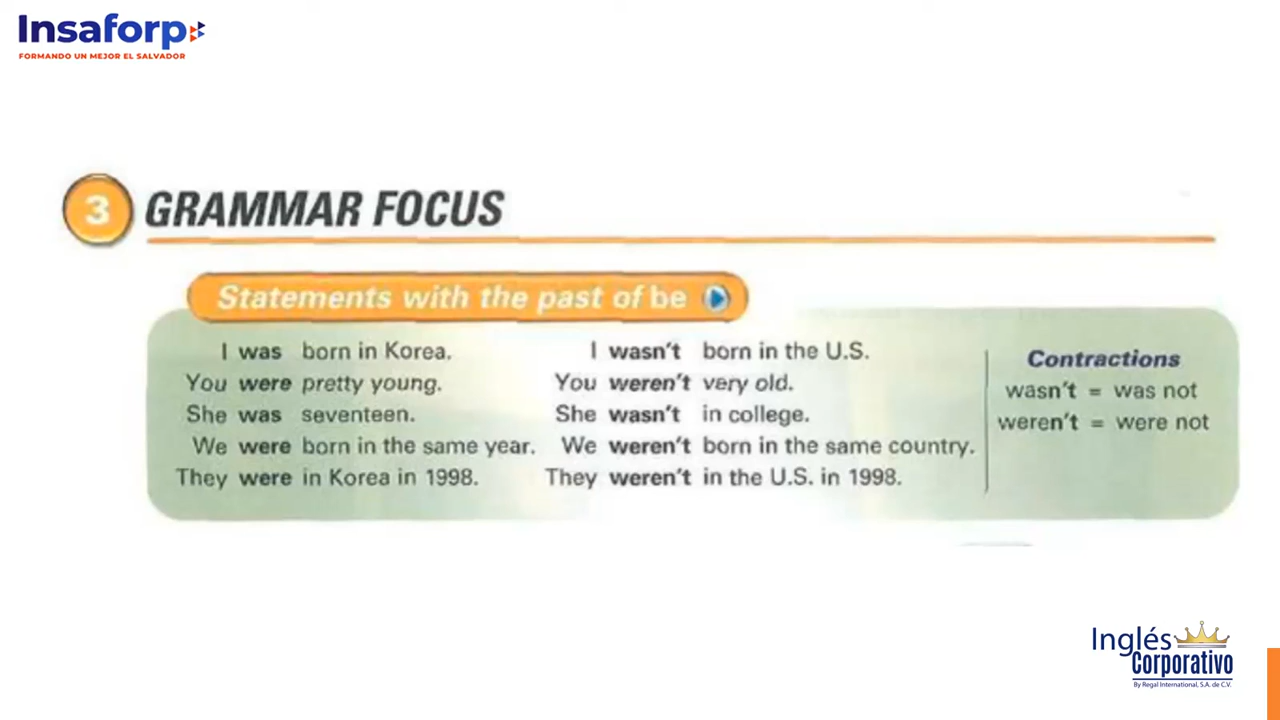 Insaforp
FORMANDO UN MEJOR EL SALVADOR
3 GRAMMAR FOCUS
Statements with the past of be
I was born in Korea. I wasn't born in the U.S.
You were pretty young. You weren't very old.
She was seventeen. She wasn't in college.
We were born in the same year. We weren't born in the same country.
They were in Korea in 1998. They weren't in the U.S. in 1998.
Contractions
wasn't = was not
weren't = were not
Inglés
Corporativo
By Regal International, S.A. de C.V.